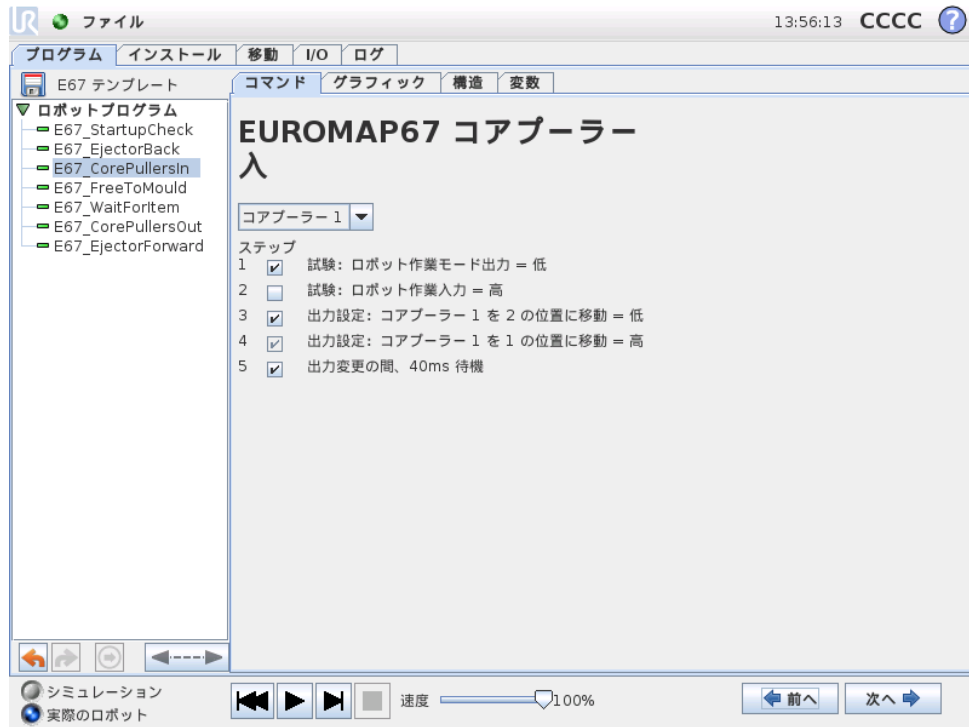 UR ファイル 13:56:13 CCCC ?
プログラム インストール 移動 I/O ログ
E67 テンプレート
コマンド グラフィック 構造 変数
ロボットプログラム
E67_StartupCheck
E67_EjectorBack
E67_CorePullersIn
E67_FreeToMould
E67_WaitForItem
E67_CorePullersOut
E67_EjectorForward
EUROMAP67 コアプーラー
入
コアプーラー 1
ステップ
1 試験: ロボット作業モード出力 = 低
2 試験: ロボット作業入力 = 高
3 出力設定: コアプーラー 1 を 2 の位置に移動 = 低
4 出力設定: コアプーラー 1 を 1 の位置に移動 = 高
5 出力変更の間、40ms 待機
シミュレーション
実際のロボット
速度 100%
前へ 次へ